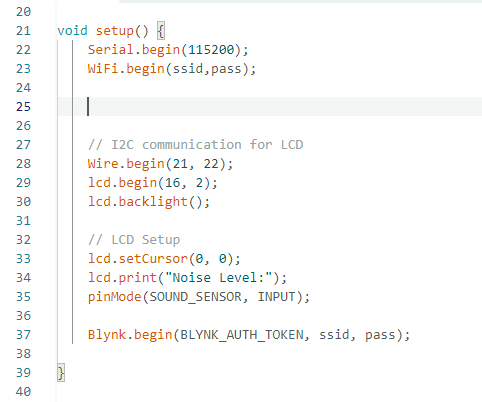 20
21 void setup() {
22 Serial.begin(115200);
23 WiFi.begin(ssid,pass);
24
25
26
27 // I2C communication for LCD
28 Wire.begin(21, 22);
29 lcd.begin(16, 2);
30 lcd.backlight();
31
32 // LCD Setup
33 lcd.setCursor(0, 0);
34 lcd.print("Noise Level:");
35 pinMode(SOUND_SENSOR, INPUT);
36
37 Blynk.begin(BLYNK_AUTH_TOKEN, ssid, pass);
38
39 }
40